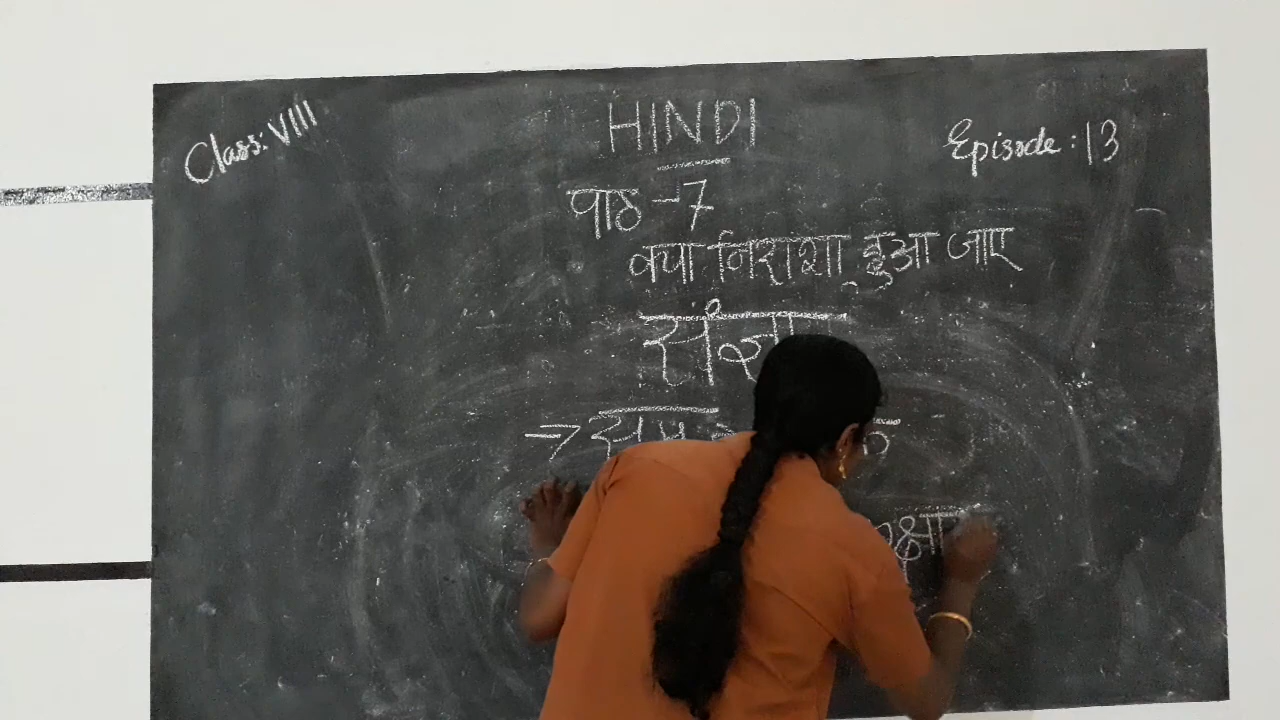 Class: VIII
HINDI
Episode: 13
पाठ -7
क्या निराशा हुआ जाए
संज्ञा
→